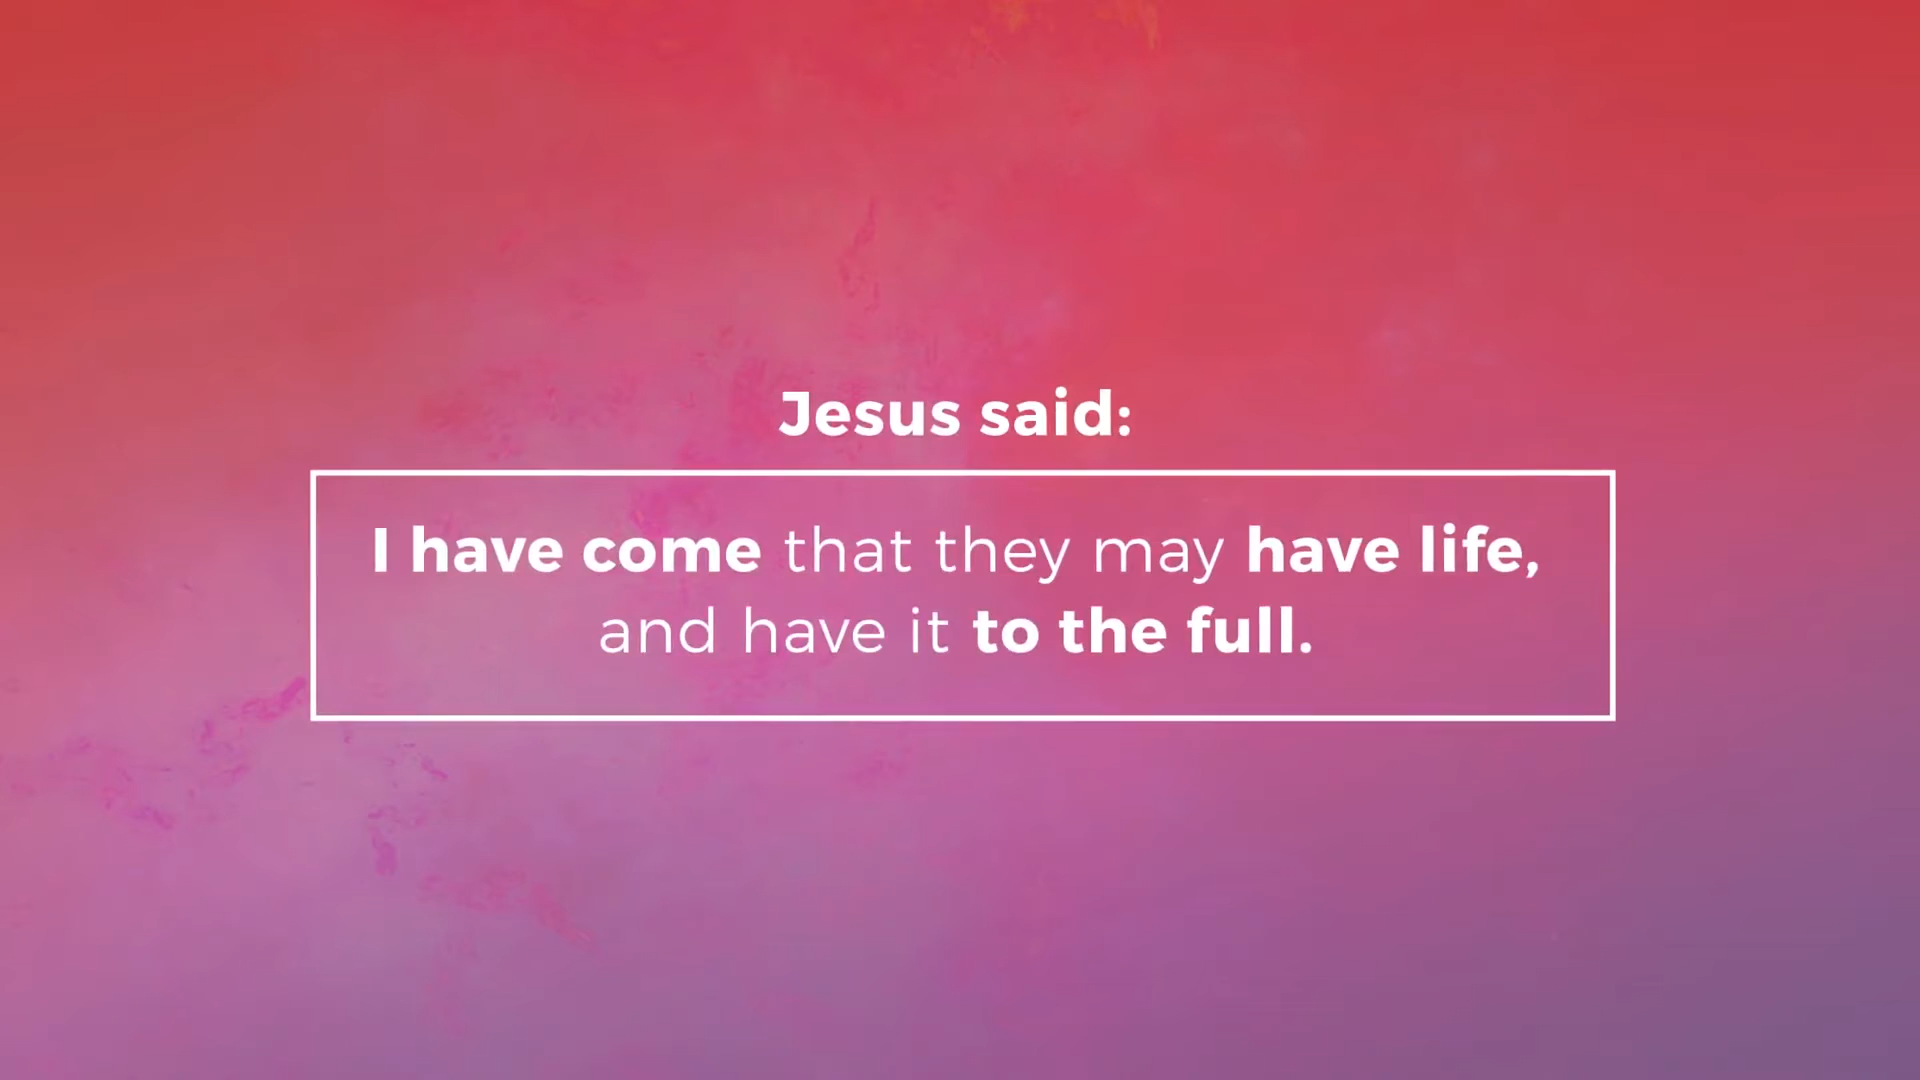 Jesus said:
I have come that they may have life,
and have it to the full.